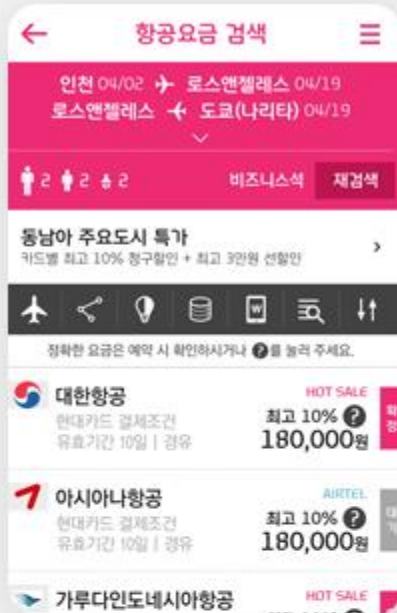 항공요금 검색
인천 04/02 로스앤젤레스 04/19
로스앤젤레스 도쿄(나리타) 04/19
2 2 2 비즈니스석 재검색
동남아 주요도시 특가
카드별 최고 10% 청구할인 + 최고 3만원 선할인
W
정확한 요금은 예약 시 확인하시거나 ?를 눌러 주세요.
대한항공 HOT SALE
현대카드 결제조건 최고 10% ?
유효기간 10일 | 경유 180,000원
확정
아시아나항공 AIRTEL
현대카드 결제조건 최고 10% ?
유효기간 10일 | 경유 180,000원
가루다인도네시아항공 HOT SALE